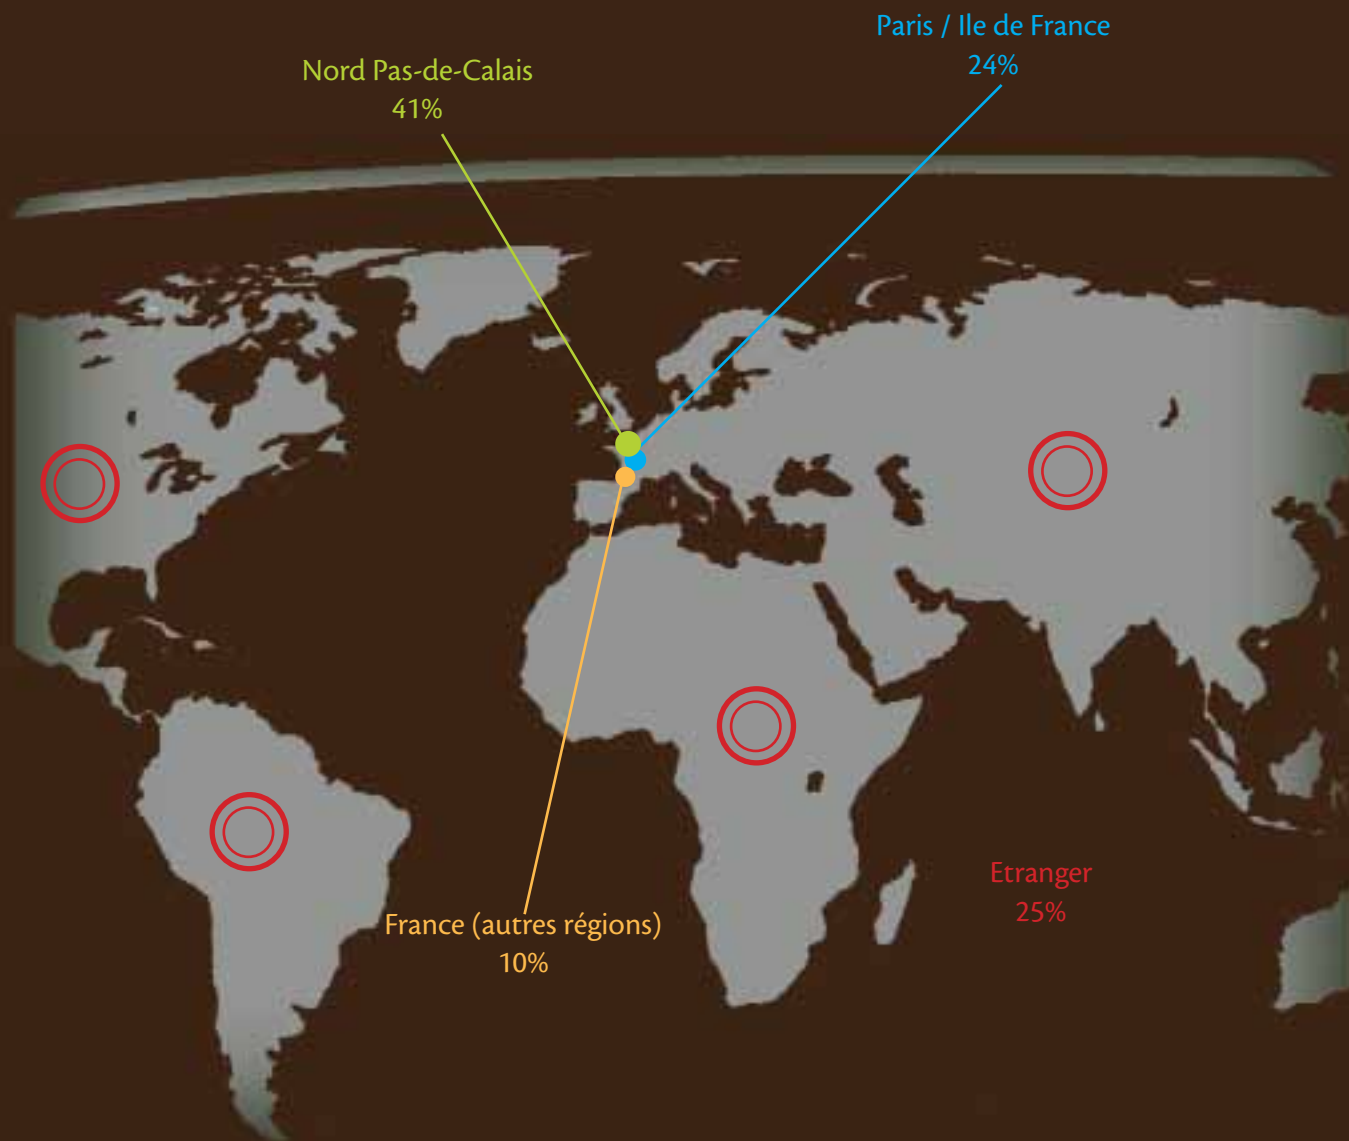 Paris / Ile de France
24%
Nord Pas-de-Calais
41%
Etranger
25%
France (autres régions)
10%